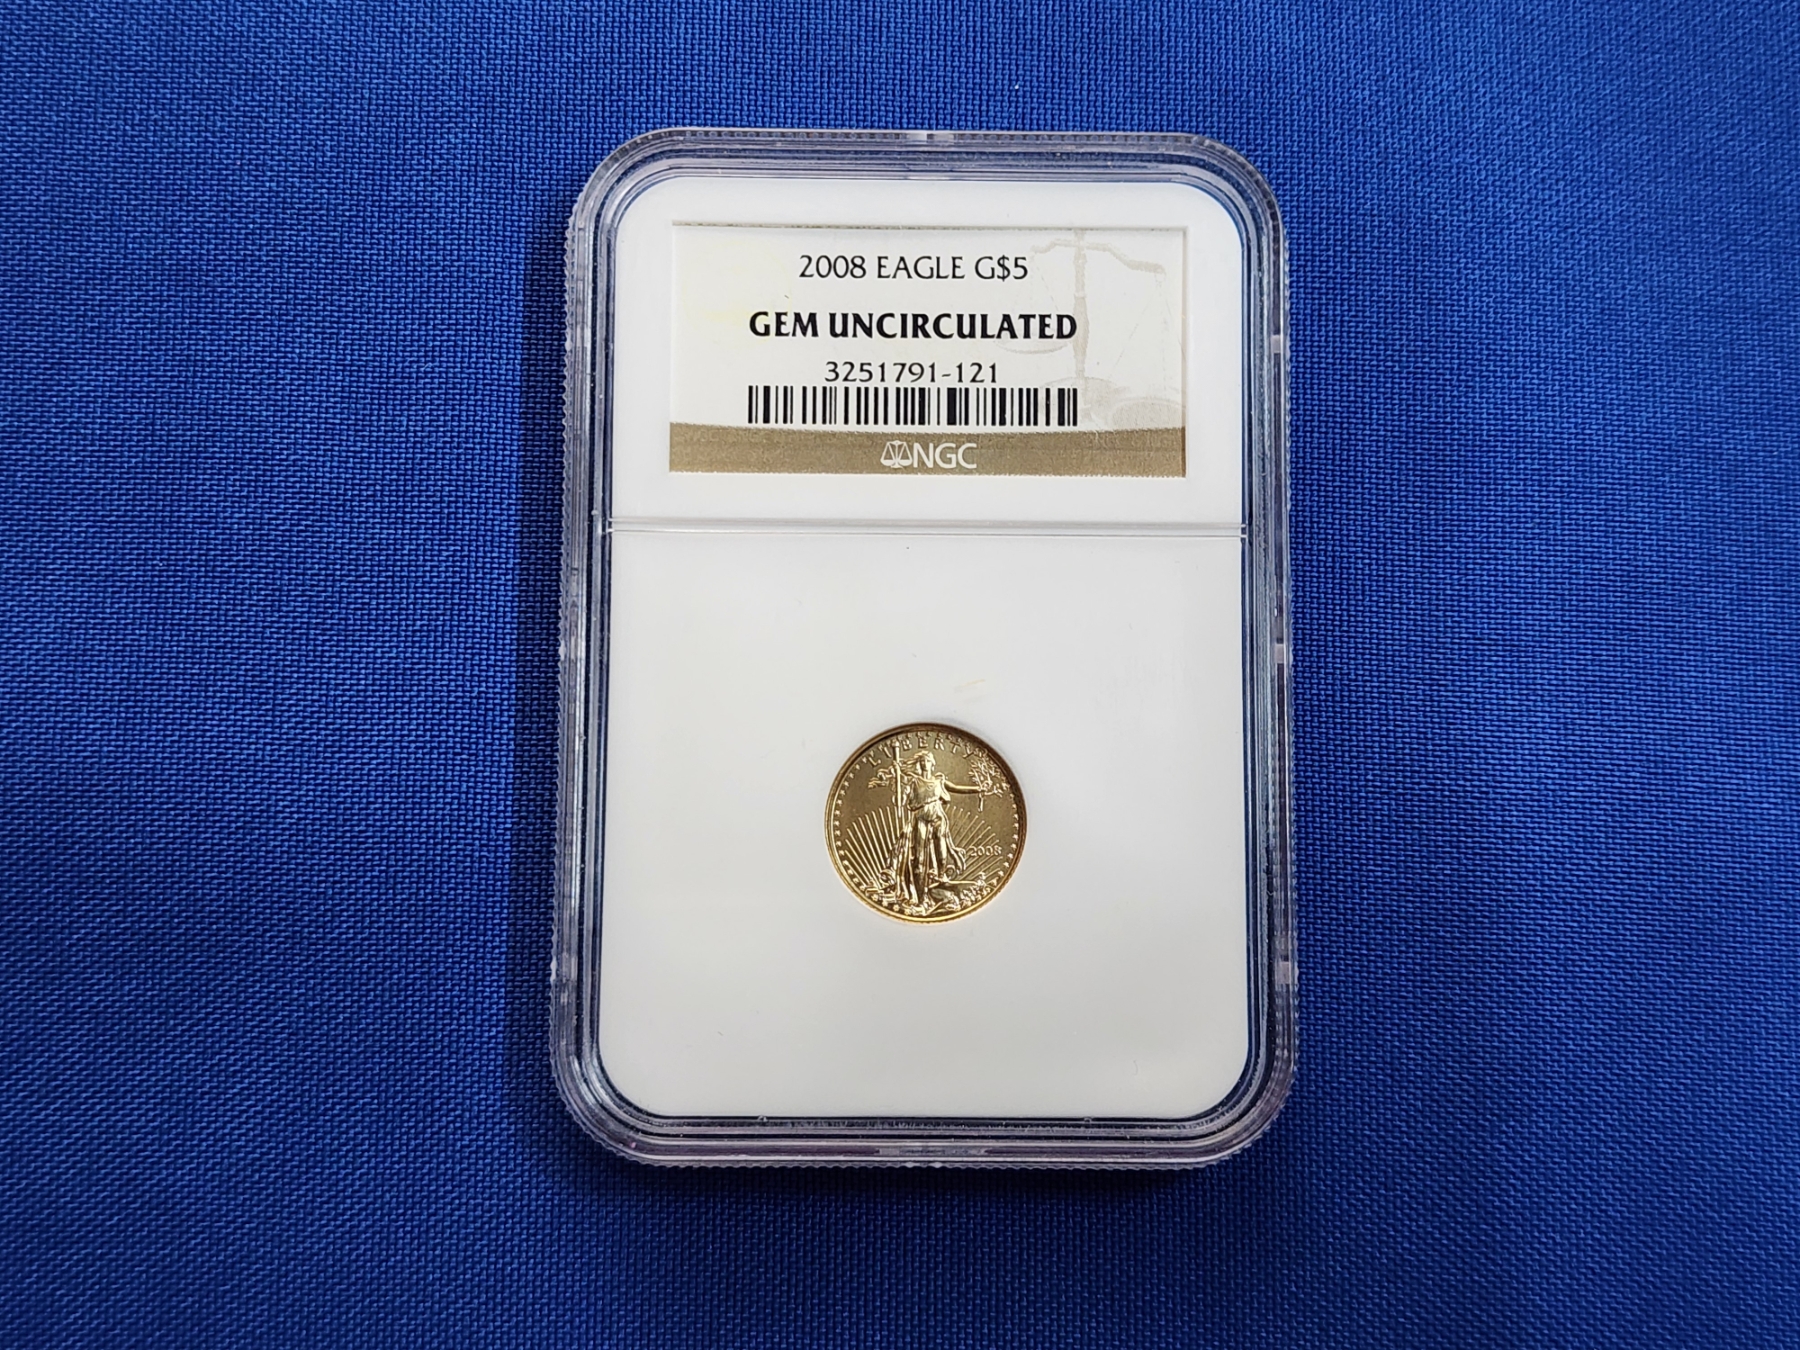 2008 EAGLE G$5
GEM UNCIRCULATED
3251791-121
NGC
LIBERTY
2008